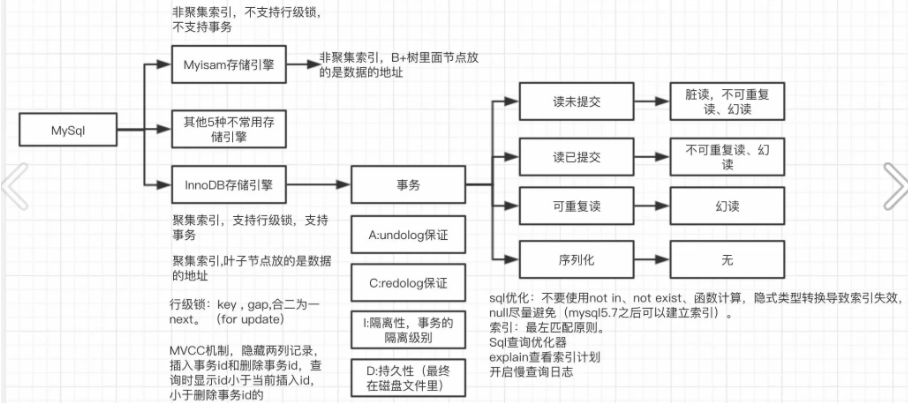 非聚集索引，不支持行级锁，
不支持事务
Myisam存储引擎
非聚集索引，B+树里面节点放
的是数据的地址
MySql
其他5种不常用存
储引擎
InnoDB存储引擎
聚集索引，支持行级锁，支持
事务
聚集索引,叶子节点放的是数据
的地址
行级锁：key , gap,合二为一
next。（for update）
MVCC机制，隐藏两列记录，
插入事务id和删除事务id，查
询时显示id小于当前插入id，
小于删除事务id的
事务
A:undolog保证
C:redolog保证
I:隔离性，事务的
隔离级别
D:持久性（最终
在磁盘文件里）
读未提交
脏读，不可重复
读、幻读
读已提交
不可重复读、幻
读
可重复读
幻读
序列化
无
sql优化：不要使用not in、not exist、函数计算，隐式类型转换导致索引失效，
null尽量避免（mysql5.7之后可以建立索引）。
索引：最左匹配原则。
Sql查询优化器
explain查看索引计划
开启慢查询日志